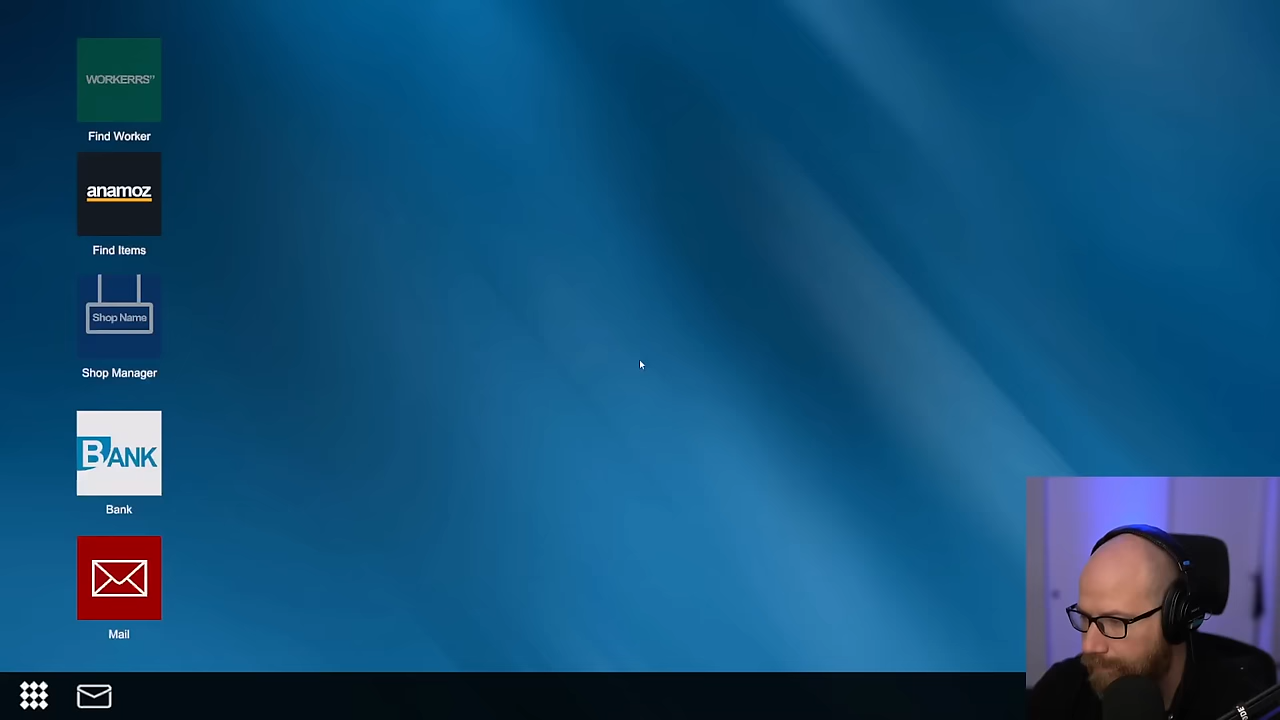 WORKERRS"
Find Worker
anamoz
Find Items
Shop Name
Shop Manager
BANK
Bank
Mail